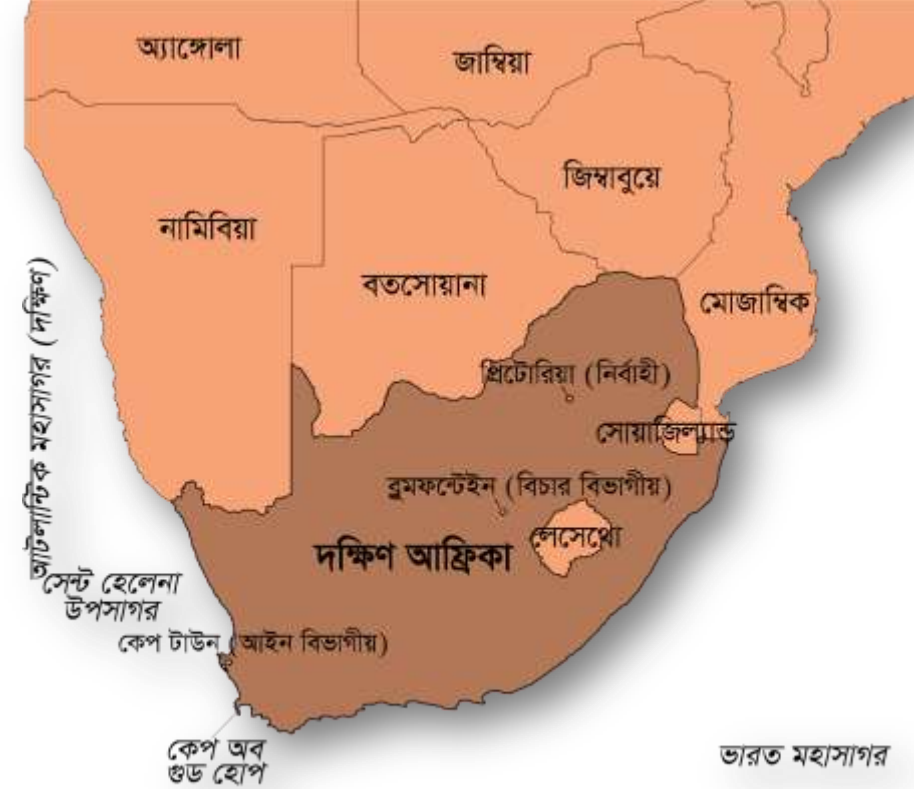 অ্যাঙ্গোলা
জাম্বিয়া
জিম্বাবুয়ে
নামিবিয়া
বতসোয়ানা
মোজাম্বিক
আটলান্টিক মহাসাগর (দক্ষিণ)
প্রিটোরিয়া (নির্বাহী)
সোয়াজিল্যান্ড
ব্লুমফন্টেইন (বিচার বিভাগীয়)
লেসেথো
দক্ষিণ আফ্রিকা
সেন্ট হেলেনা
উপসাগর
কেপ টাউন (আইন বিভাগীয়)
কেপ অব
গুড হোপ
ভারত মহাসাগর